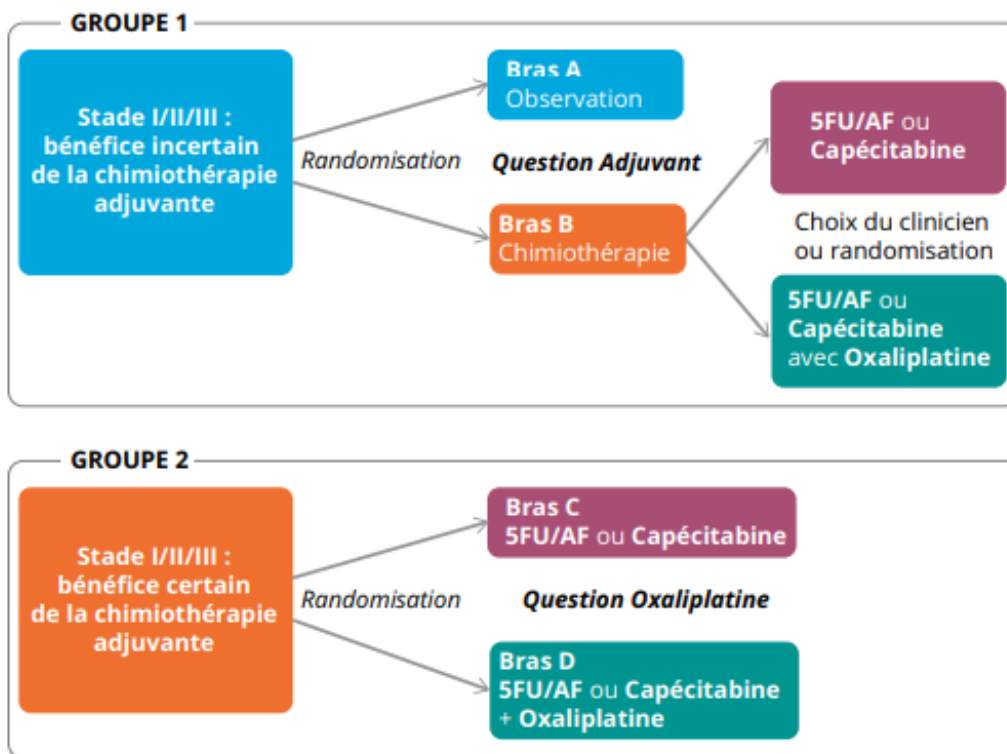 GROUPE 1
Stade I/II/III :
bénéfice incertain
de la chimiothérapie
adjuvante
Randomisation
Bras A
Observation
Question Adjuvant
Bras B
Chimiothérapie
5FU/AF ou
Capécitabine
Choix du clinicien
ou randomisation
5FU/AF ou
Capécitabine
avec Oxaliplatine
GROUPE 2
Stade I/II/III :
bénéfice certain
de la chimiothérapie
adjuvante
Randomisation
Bras C
5FU/AF ou Capécitabine
Question Oxaliplatine
Bras D
5FU/AF ou Capécitabine
+ Oxaliplatine